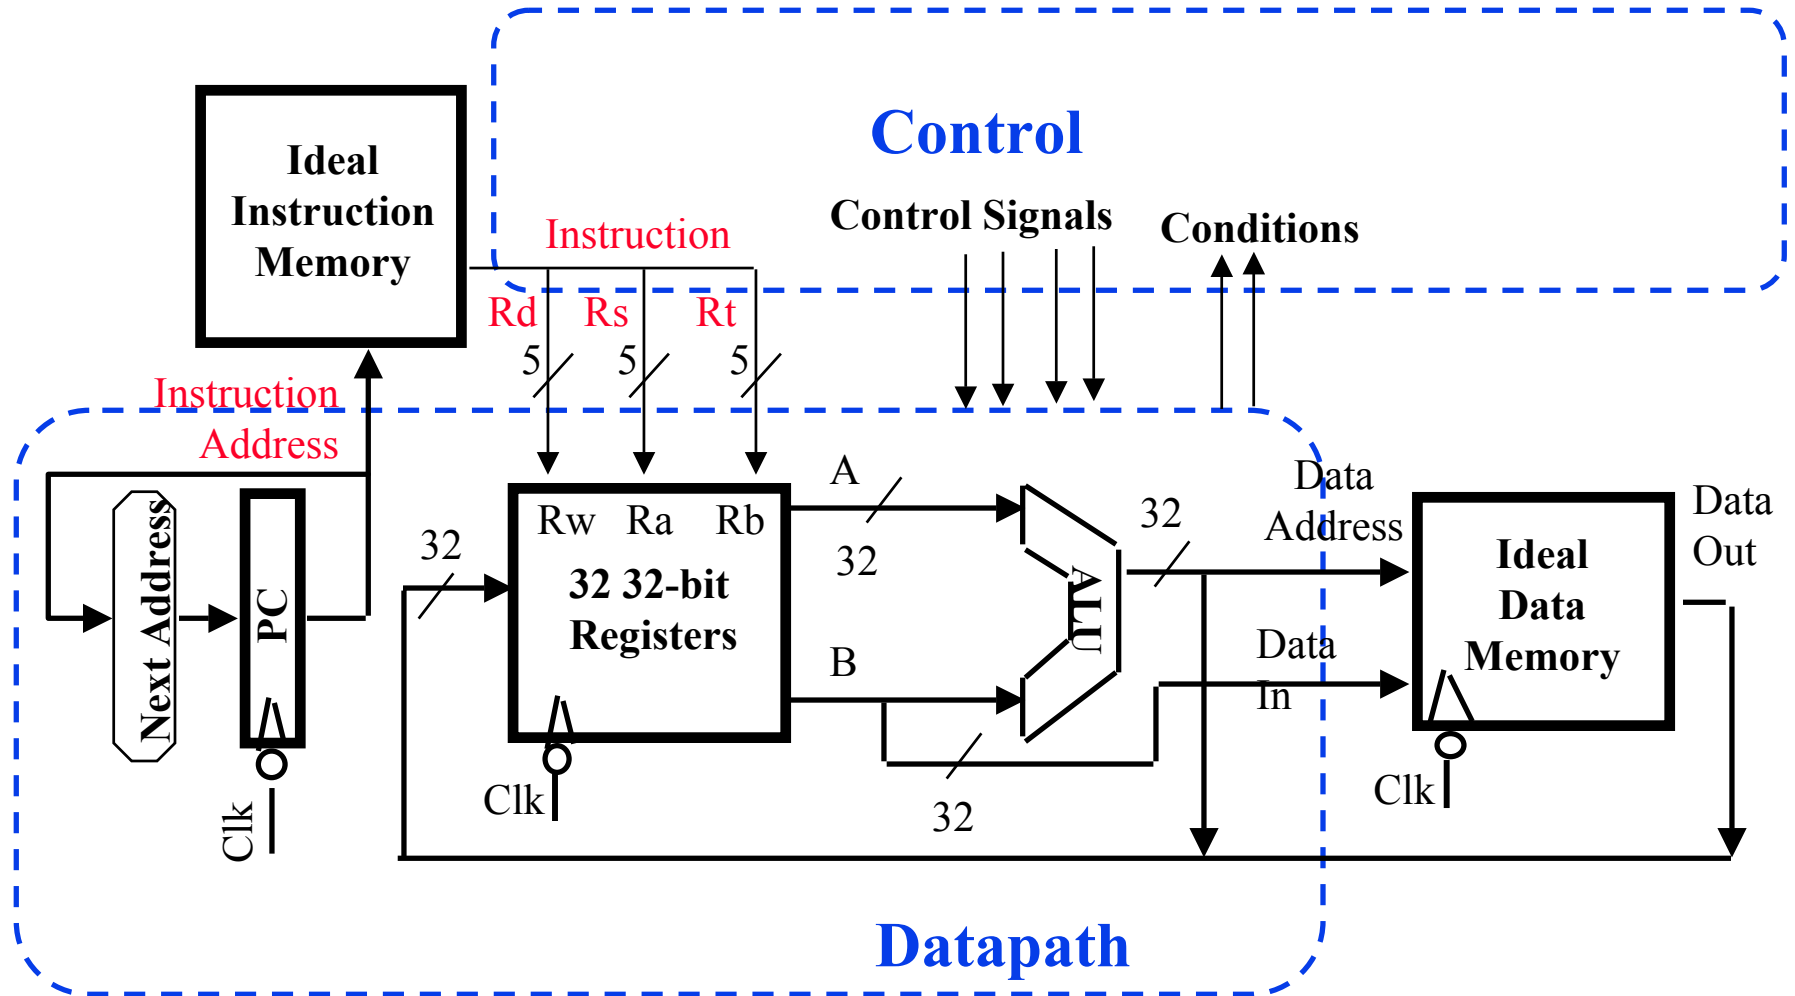 Control
Ideal
Instruction
Memory
Control Signals
Conditions
Instruction
Rd
Rs
Rt
5
5
5
Instruction
Address
Next Address
PC
Clk
32
Rw
Ra
Rb
32 32-bit
Registers
Clk
A
32
B
32
ALU
32
Data
Address
Data
In
Ideal
Data
Memory
Clk
Data
Out
Datapath